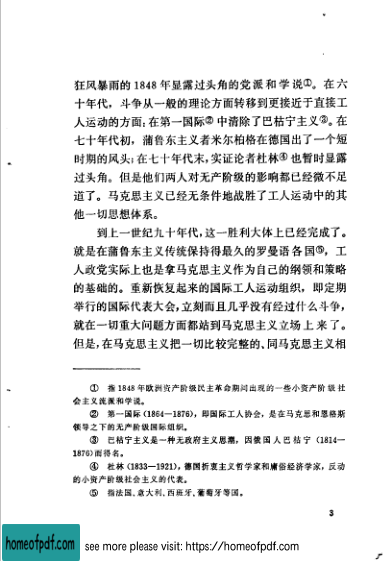 狂风暴雨的1848年显露过头角的党派和学说①。在六
十年代，斗争从一般的理论方面转移到更接近于直接工
人运动的方面：在第一国际②中清除了巴枯宁主义③。在
七十年代初，蒲鲁东主义者米尔柏格在德国出了一个短
时期的风头；在七十年代末，实证论者杜林④也暂时显露
过头角。但是他们两人对无产阶级的影响都已经微不足
道了。马克思主义已经无条件地战胜了工人运动中的其
他一切思想体系。
到上一世纪九十年代，这一胜利大体上已经完成了。
就是在蒲鲁东主义传统保持得最久的罗曼语各国⑤，工
人政党实际上也是拿马克思主义作为自己的纲领和策略
的基础的。重新恢复起来的国际工人运动组织，即定期
举行的国际代表大会，立刻而且几乎没有经过什么斗争，
就在一切重大问题方面都站到马克思主义立场上来了。
但是，在马克思主义把一切比较完整的、同马克思主义相
① 指1848年欧洲资产阶级民主革命期间出现的一些小资产阶级社
会主义流派和学说。
② 第一国际（1864—1876），即国际工人协会，是在马克思和恩格斯
领导之下的无产阶级国际组织。
③ 巴枯宁主义是一种无政府主义思潮，因俄国人巴枯宁（1814—
1876）而得名。
④ 杜林（1833—1921），德国折衷主义哲学家和庸俗经济学家，反动
的小资产阶级社会主义的代表。
⑤ 指法国、意大利、西班牙、葡萄牙等国。
3
homeofpdf.com see more please visit: https://homeofpdf.com